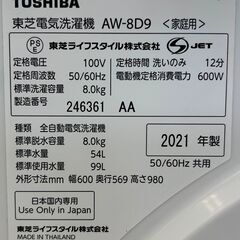 TOSHIBA
東芝電気洗濯機 AW-8D9 <家庭用>
PS
E
東芝ライフスタイル株式会社 S JET
定格電圧 100V 定格時間 洗いのみ 12分
定格周波数 50/60Hz 電動機定格消費電力 600W
標準洗濯容量 8.0kg
製造番号 246361 AA
種類 全自動電気洗濯機
標準脱水容量 8.0kg
標準水量 54L
標準使用水量 99L
2021 年製
50/60Hz 共用
外形寸法 mm 幅600 奥行569 高さ980
日本国内専用
Use Only in Japan
東芝ライフスタイル株式会社
MADE IN THAILAND